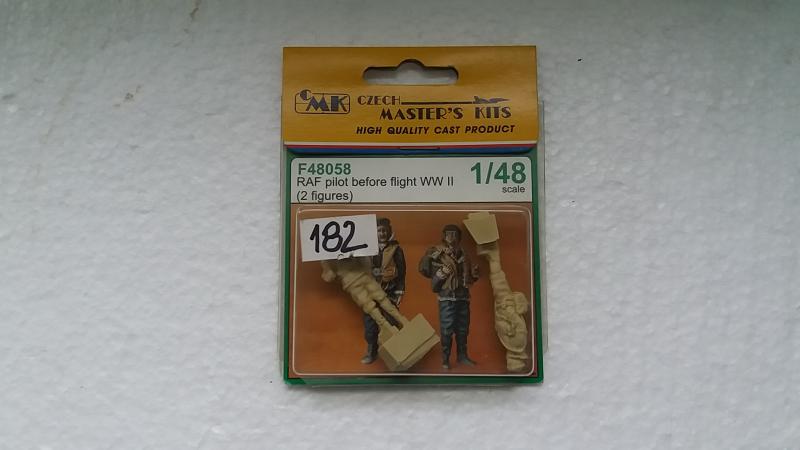 CMK CZECH
MASTER'S KITS
HIGH QUALITY CAST PRODUCT
F48058
RAF pilot before flight WW II
(2 figures)
1/48
scale
182